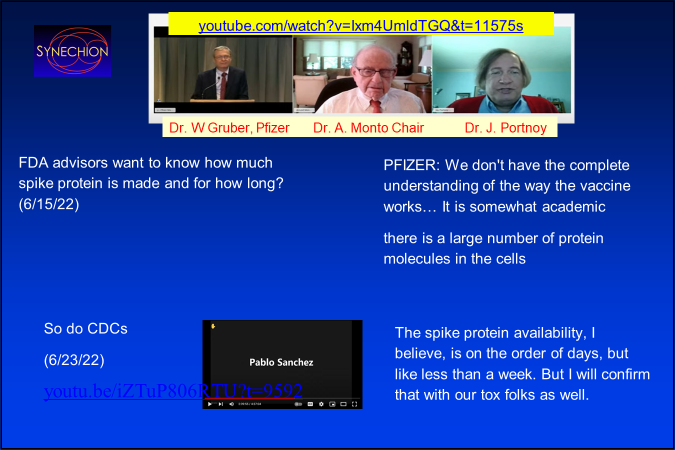 youtube.com/watch?v=Ixm4UmldTGQ&t=11575s
SYNECHION
Dr. W Gruber, Pfizer Dr. A. Monto Chair Dr. J. Portnoy
FDA advisors want to know how much
spike protein is made and for how long?
(6/15/22)
PFIZER: We don't have the complete
understanding of the way the vaccine
works… It is somewhat academic
there is a large number of protein
molecules in the cells
So do CDCs
(6/23/22)
youtu.be/iZTuP806RTU?t=9592
Pablo Sanchez
The spike protein availability, I
believe, is on the order of days, but
like less than a week. But I will confirm
that with our tox folks as well.